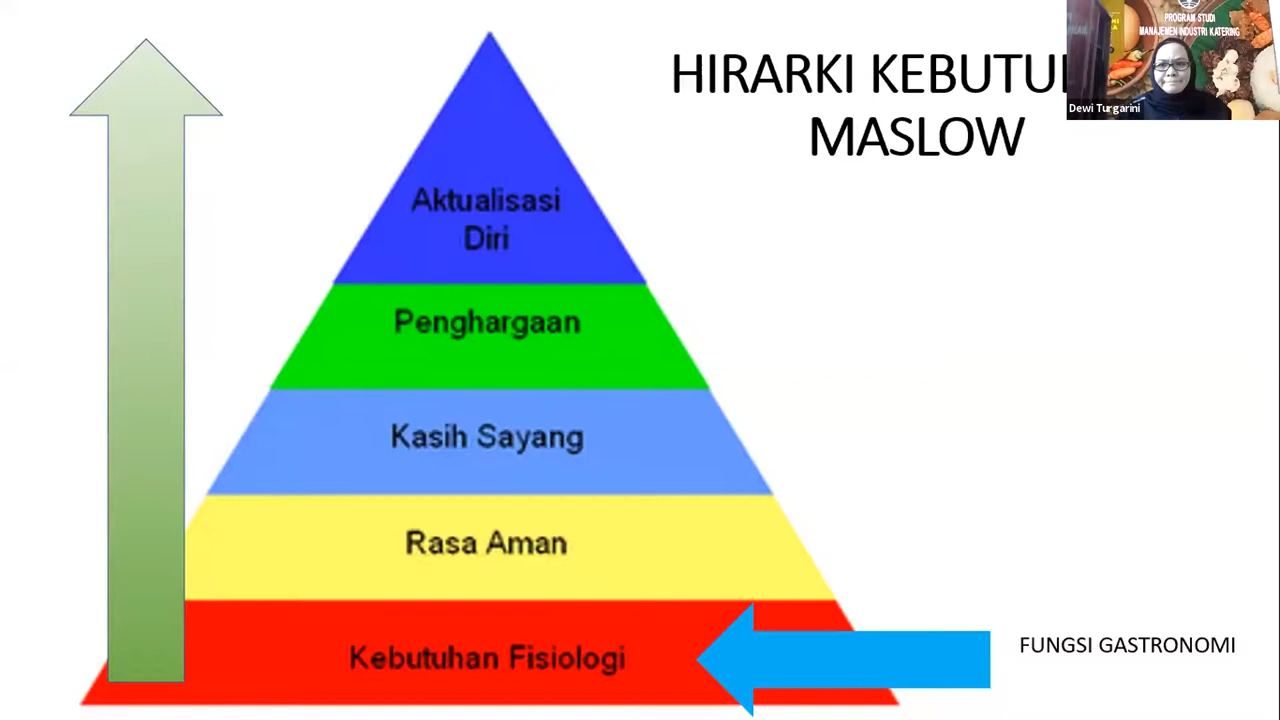 HIRARKI KEBUTU
MASLOW
PROGRAM STUDI
MANAJEMEN INDUSTRI KATERING
Dewi Turgarini
Aktualisasi
Diri
Penghargaan
Kasih Sayang
Rasa Aman
Kebutuhan Fisiologi
FUNGSI GASTRONOMI